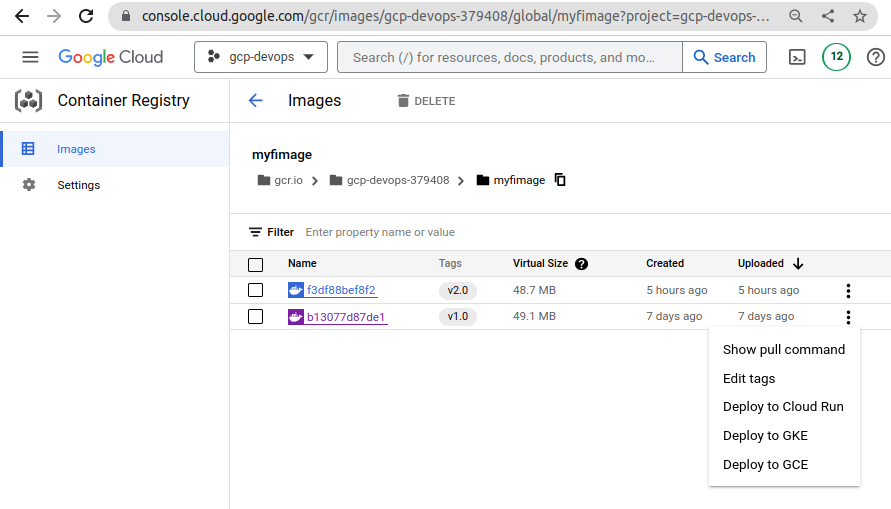 console.cloud.google.com/gcr/images/gcp-devops-379408/global/myfimage?project=gcp-devops-...
Google Cloud
gcp-devops
Search (/) for resources, docs, products, and mo...
Search
12
?
Container Registry
Images
DELETE
Images
Settings
myfimage
gcr.io
gcp-devops-379408
myfimage
Filter
Enter property name or value
Name Tags Virtual Size ? Created Uploaded
f3df88bef8f2 v2.0 48.7 MB 5 hours ago 5 hours ago
b13077d87de1 v1.0 49.1 MB 7 days ago 7 days ago
Show pull command
Edit tags
Deploy to Cloud Run
Deploy to GKE
Deploy to GCE